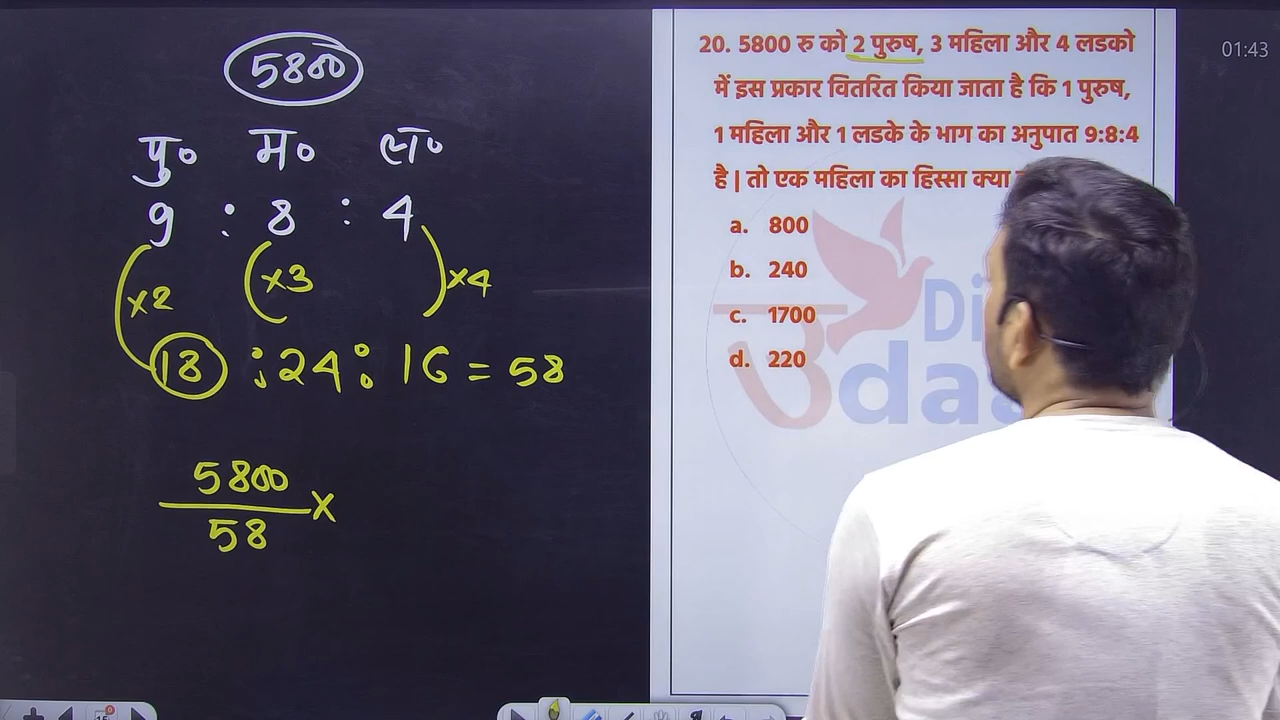 5800
पु० म० ल०
9 : 8 : 4
×2 (×3 )×4
18 : 24 : 16 = 58
5800
58
×
20. 5800 रु को 2 पुरुष, 3 महिला और 4 लडको
में इस प्रकार वितरित किया जाता है कि 1 पुरुष,
1 महिला और 1 लडके के भाग का अनुपात 9:8:4
है | तो एक महिला का हिस्सा क्या
a. 800
b. 240
c. 1700
d. 220
01:43